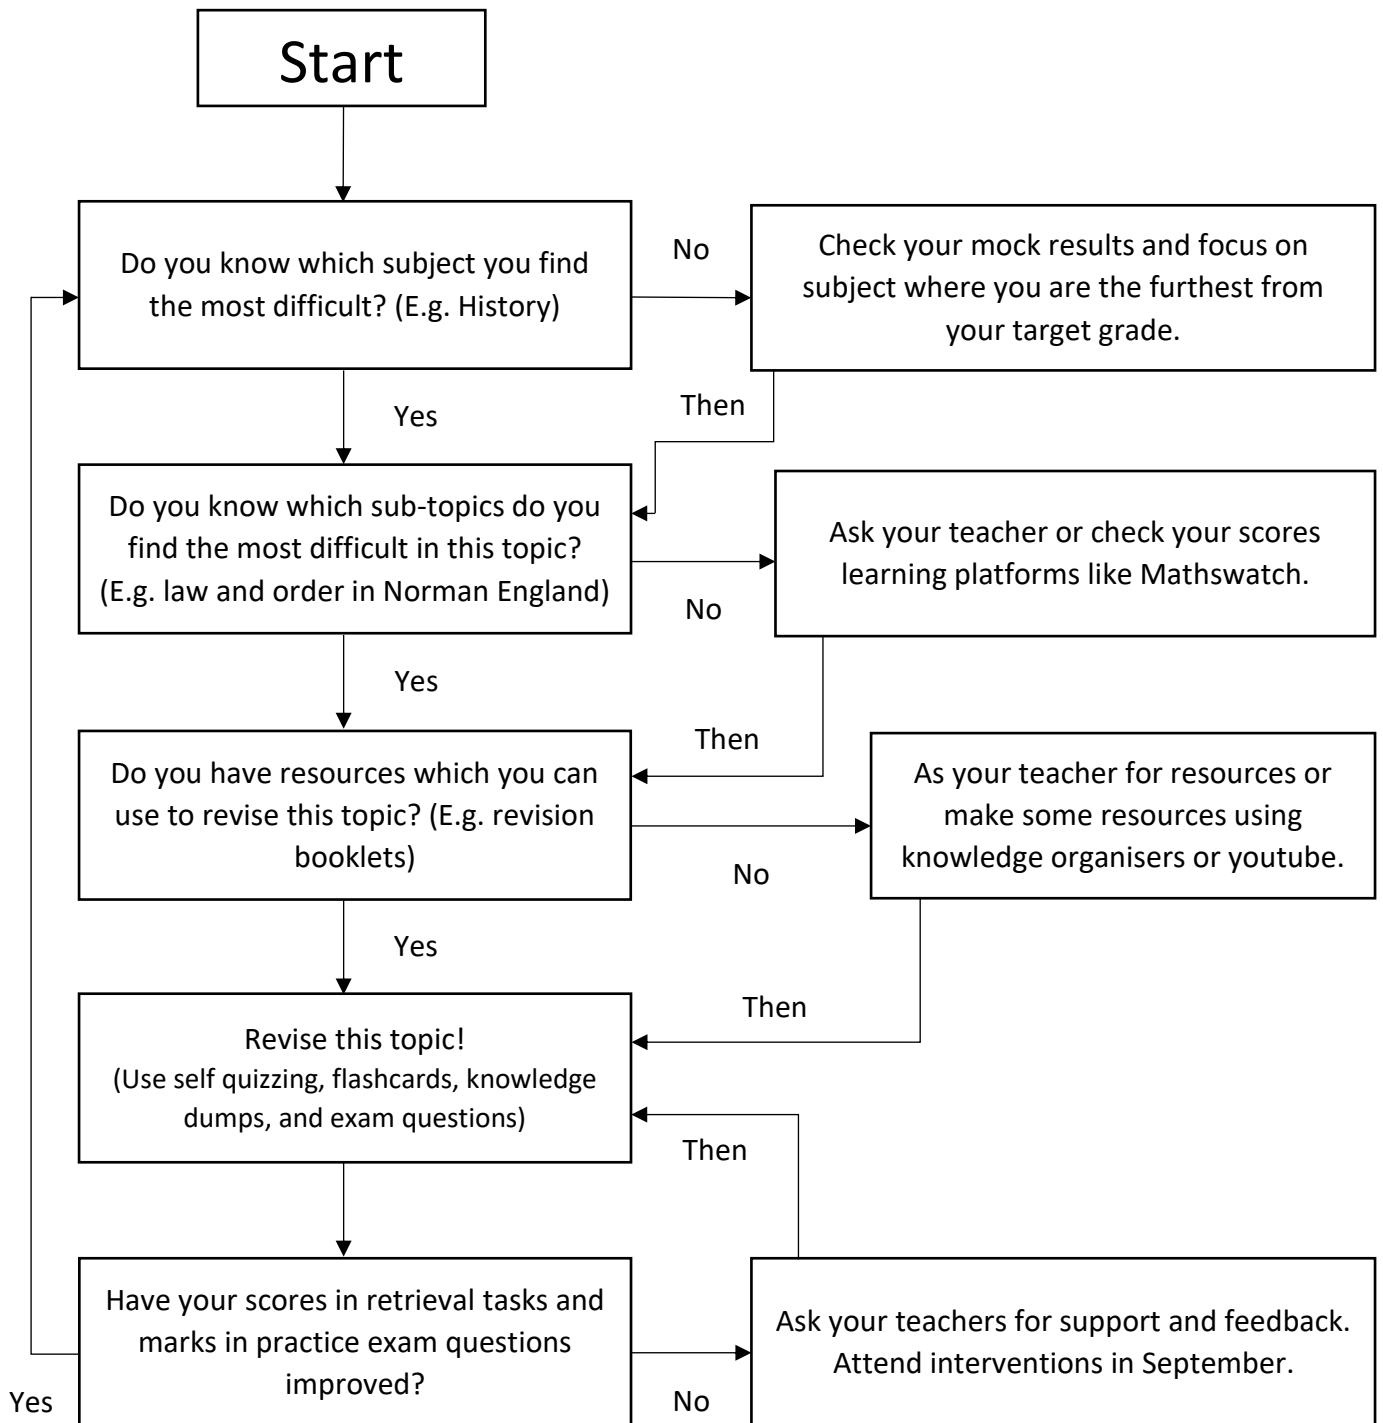 Start
Do you know which subject you find
the most difficult? (E.g. History)
No
Check your mock results and focus on
subject where you are the furthest from
your target grade.
Yes
Then
Do you know which sub-topics do you
find the most difficult in this topic?
(E.g. law and order in Norman England)
No
Ask your teacher or check your scores
learning platforms like Mathswatch.
Yes
Then
Do you have resources which you can
use to revise this topic? (E.g. revision
booklets)
No
As your teacher for resources or
make some resources using
knowledge organisers or youtube.
Yes
Then
Revise this topic!
(Use self quizzing, flashcards, knowledge
dumps, and exam questions)
Then
Have your scores in retrieval tasks and
marks in practice exam questions
improved?
Yes
No
Ask your teachers for support and feedback.
Attend interventions in September.